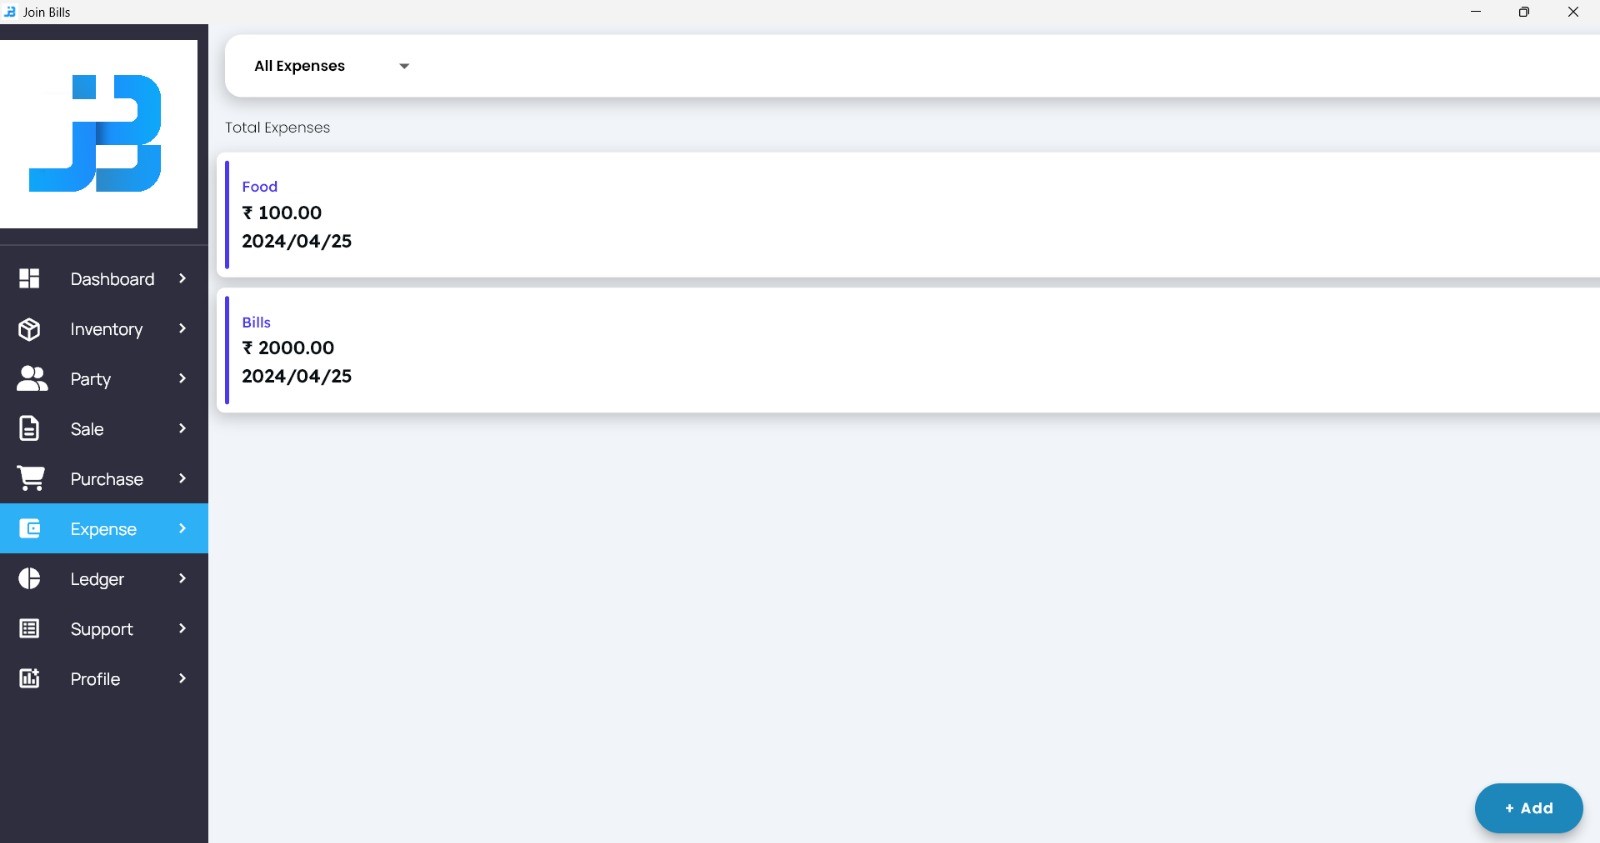 Join Bills
JB
All Expenses
Total Expenses
Food
₹ 100.00
2024/04/25
Bills
₹ 2000.00
2024/04/25
Dashboard
Inventory
Party
Sale
Purchase
Expense
Ledger
Support
Profile
+ Add